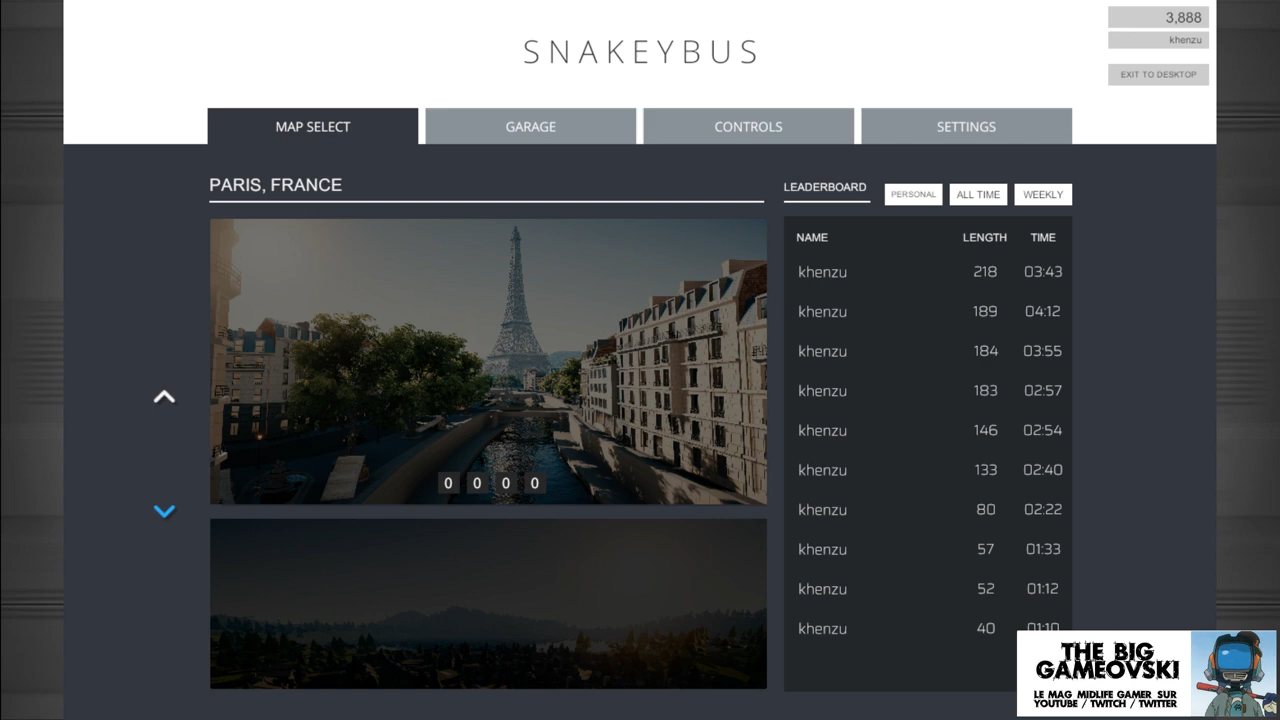 3,888
SNAKEYBUS
khenzu
EXIT TO DESKTOP
MAP SELECT GARAGE CONTROLS SETTINGS
PARIS, FRANCE
LEADERBOARD PERSONAL ALL TIME WEEKLY
NAME LENGTH TIME
khenzu 218 03:43
khenzu 189 04:12
khenzu 184 03:55
khenzu 183 02:57
khenzu 146 02:54
khenzu 133 02:40
0 0 0 0
khenzu 80 02:22
khenzu 57 01:33
khenzu 52 01:12
khenzu 40 01:10
THE BIG
GAMEOVSKI
LE MAG MIDLIFE GAMER SUR
YOUTUBE / TWITCH / TWITTER